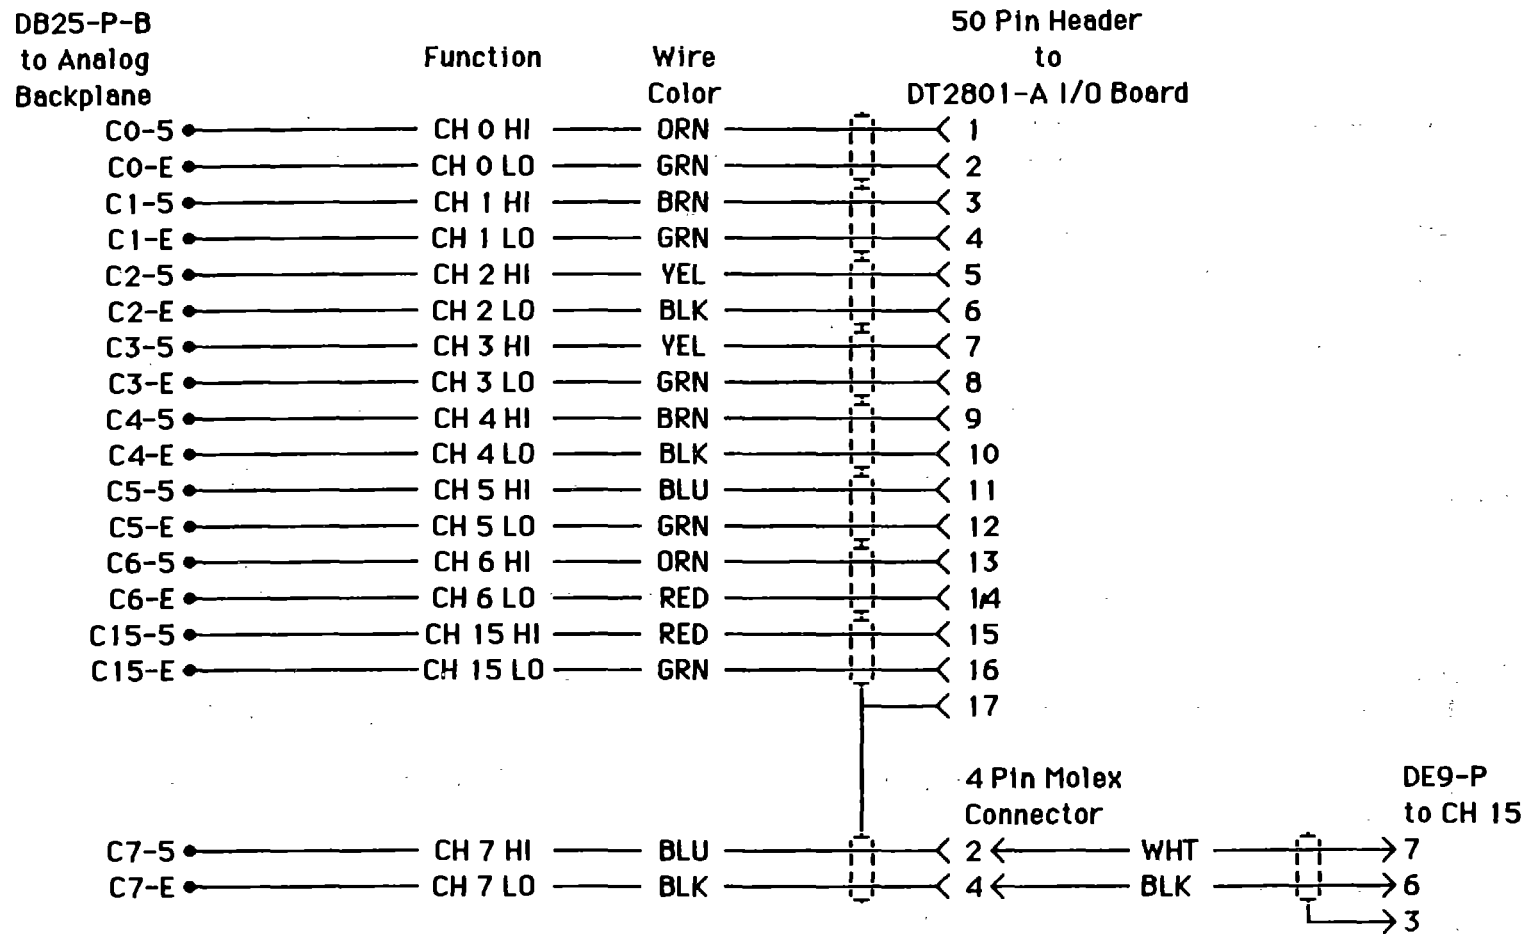 DB25-P-B
to Analog
Backplane
Function
Wire
Color
50 Pin Header
to
DT2801-A I/O Board
C0-5 CH 0 HI ORN 1
C0-E CH 0 LO GRN 2
C1-5 CH 1 HI BRN 3
C1-E CH 1 LO GRN 4
C2-5 CH 2 HI YEL 5
C2-E CH 2 LO BLK 6
C3-5 CH 3 HI YEL 7
C3-E CH 3 LO GRN 8
C4-5 CH 4 HI BRN 9
C4-E CH 4 LO BLK 10
C5-5 CH 5 HI BLU 11
C5-E CH 5 LO GRN 12
C6-5 CH 6 HI ORN 13
C6-E CH 6 LO RED 14
C15-5 CH 15 HI RED 15
C15-E CH 15 LO GRN 16
17
4 Pin Molex
Connector
DE9-P
to CH 15
C7-5 CH 7 HI BLU 2 WHT 7
C7-E CH 7 LO BLK 4 BLK 6
3